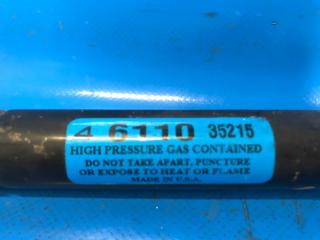 4 6110 35215
HIGH PRESSURE GAS CONTAINED
DO NOT TAKE APART, PUNCTURE
OR EXPOSE TO HEAT OR FLAME
MADE IN U.S.A.